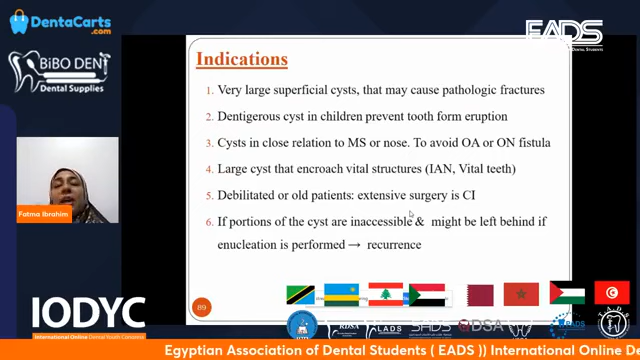 DentaCarts
.com
BiBO DENT
Dental Supplies
EADS
Indications
1. Very large superficial cysts, that may cause pathologic fractures
2. Dentigerous cyst in children prevent tooth form eruption
3. Cysts in close relation to MS or nose. To avoid OA or ON fistula
4. Large cyst that encroach vital structures (IAN, Vital teeth)
5. Debilitated or old patients: extensive surgery is CI
6. If portions of the cyst are inaccessible & might be left behind if
enucleation is performed → recurrence
Fatma Ibrahim
89
IODYC
International Online Dental Youth Congress
RDSA
LADS
SHDS
DSA
Egyptian Association of Dental Students ( EADS )) International Online D